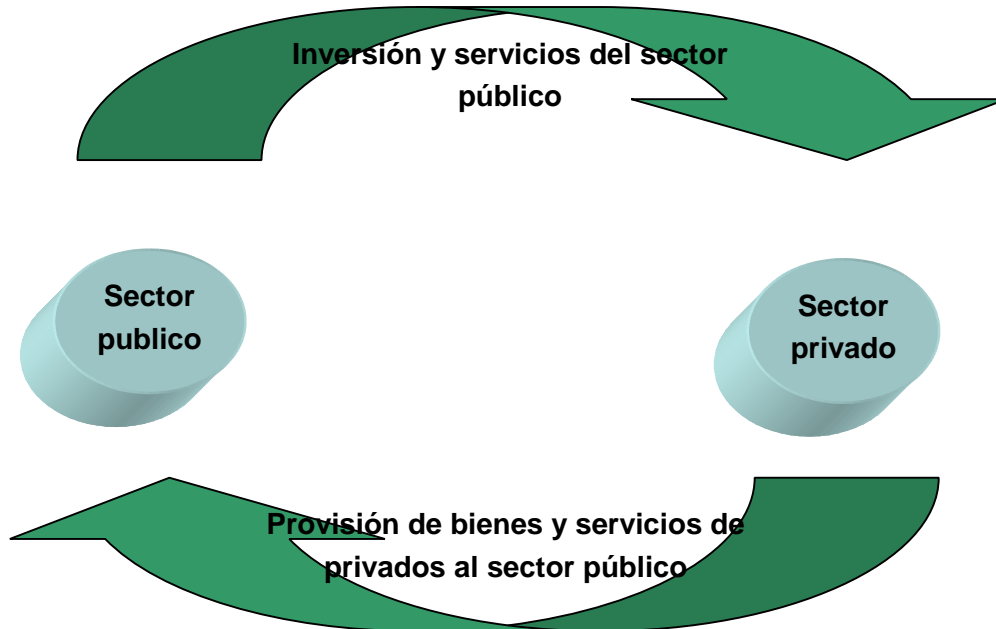 Inversión y servicios del sector
público
Sector
publico
Sector
privado
Provisión de bienes y servicios de
privados al sector público